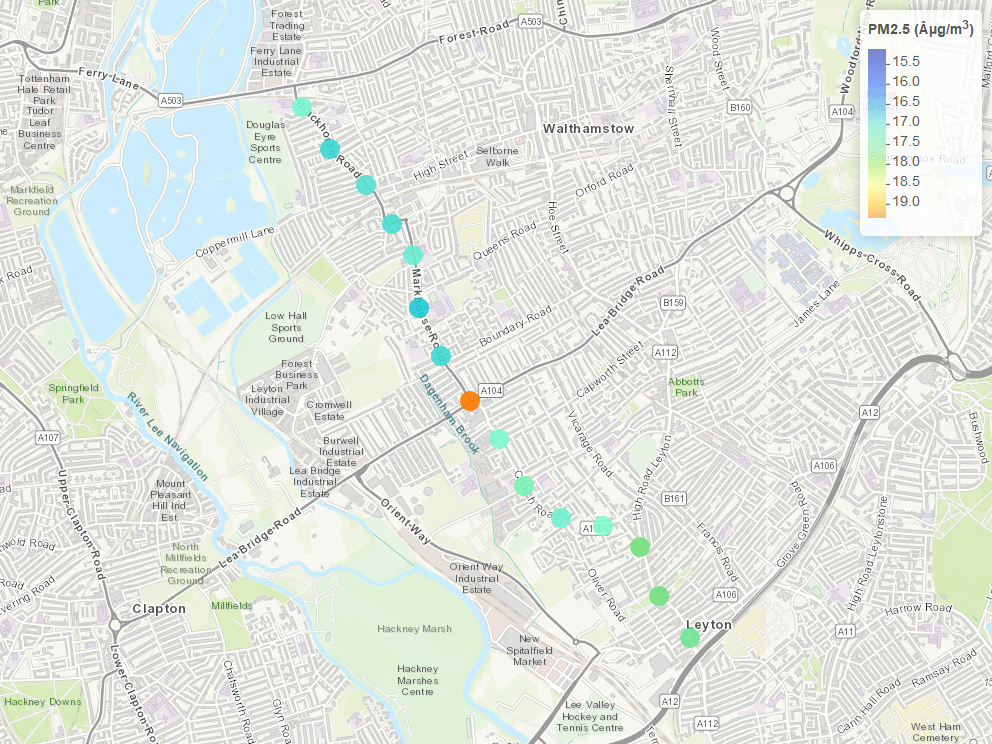 Park
Forest
Trading
Estate
A503
Forest-Road
Ferry Lane
Industrial
Estate
Wood Street
Ferry-Lane
Tottenham
Hale Retail
Park
Tudor
Leaf
Business
Centre
A503
B160
A104
Douglas
Eyre
Sports
Centre
Road
Walthamstow
Selborne
Walk
High Street
Orford Road
Markfield
Recreation
Ground
Hoe Street
Coppermill Lane
Queens Road
Whipps-Cross-Road
James Lane
Lea-Bridge-Road
B159
Low Hall
Sports
Ground
Boundary Road
A112
Capworth Street
Forest
Business
Park
Leyton
Industrial
Village
Cromwell
Estate
Springfield
Park
River Lee Navigation
Dagenham Brook
A104
Abbotts
Park
A12
Bushwood
A107
Burwell
Industrial
Estate
Lea Bridge
Industrial
Estate
Vicarage Road
High Road Leyton
A106
Mount
Pleasant
Hill Ind.
Est.
Upper-Clapton-Road
B161
Orient-Way
Lea-Bridge-Road
Francis Road
Grove Green Road
High Road Leytonstone
North
Millfields
Recreation
Ground
Orient Way
Industrial
Estate
Oliver Road
A106
Clapton
Millfields
Harrow Road
Hackney Marsh
Leyton
A11
New
Spitalfield
Market
Lower-Clapton-Road
Chatsworth Road
Hackney
Marshes
Centre
Ramsay Road
Cann Hall Road
Hackney Downs
Glyn Road
A12
Lee Valley
Hockey and
Tennis Centre
A112
West Ham
Cemetery
PM2.5 (Âµg/m³)
15.5
16.0
16.5
17.0
17.5
18.0
18.5
19.0